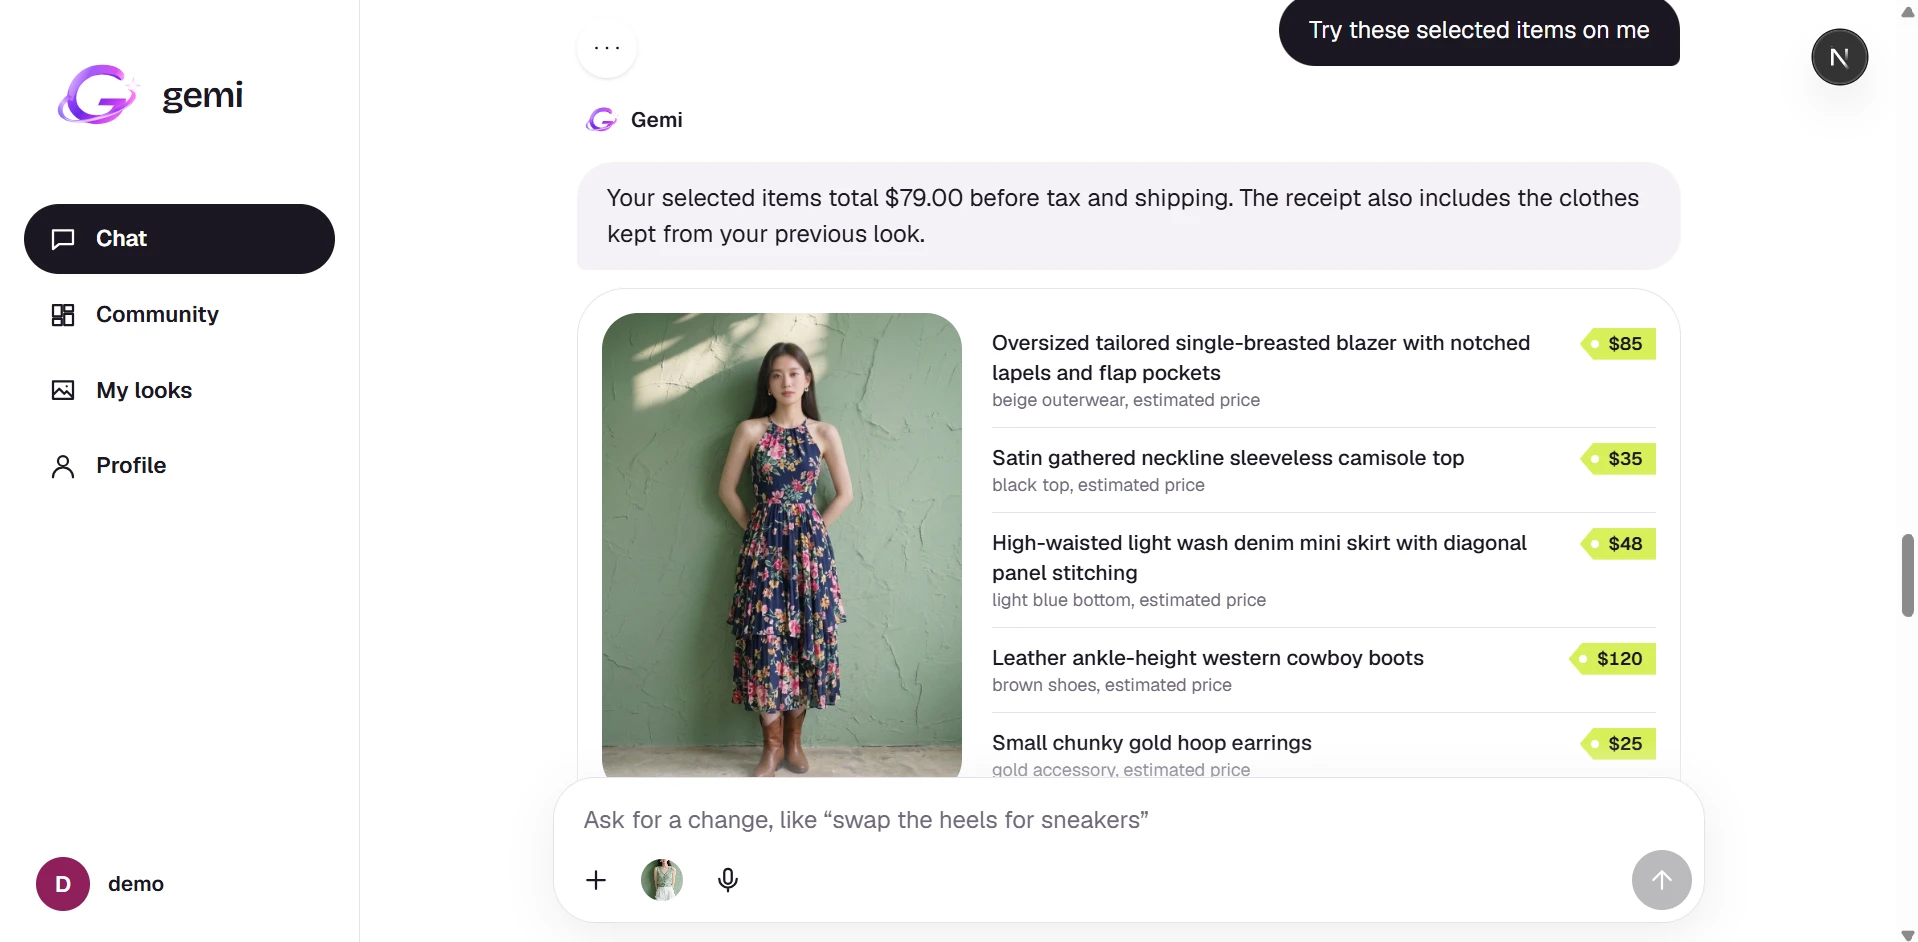 gemi
Chat
Community
My looks
Profile
D
demo
Try these selected items on me
N
...
Gemi
Your selected items total $79.00 before tax and shipping. The receipt also includes the clothes
kept from your previous look.
Oversized tailored single-breasted blazer with notched
lapels and flap pockets
beige outerwear, estimated price
$85
Satin gathered neckline sleeveless camisole top
black top, estimated price
$35
High-waisted light wash denim mini skirt with diagonal
panel stitching
light blue bottom, estimated price
$48
Leather ankle-height western cowboy boots
brown shoes, estimated price
$120
Small chunky gold hoop earrings
gold accessory, estimated price
$25
Ask for a change, like “swap the heels for sneakers”